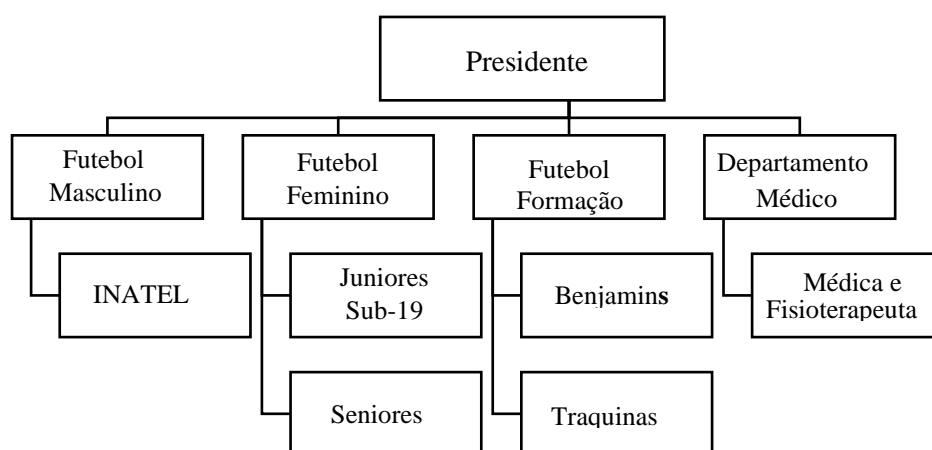 Presidente
Futebol
Masculino
Futebol
Feminino
Futebol
Formação
Departamento
Médico
INATEL
Juniores
Sub-19
Benjamins
Médica e
Fisioterapeuta
Seniores
Traquinas